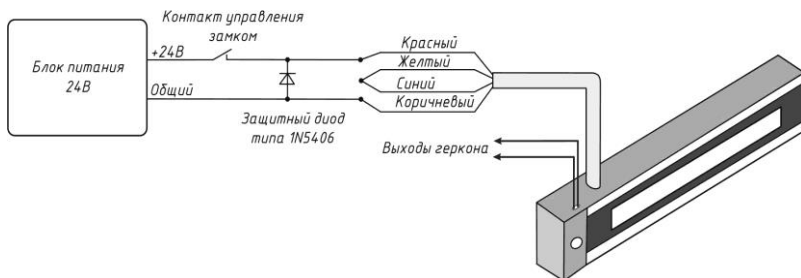 Контакт управления
замком
+24В
Блок питания
24В
Общий
Защитный диод
типа 1N5406
Красный
Желтый
Синий
Коричневый
Выходы геркона